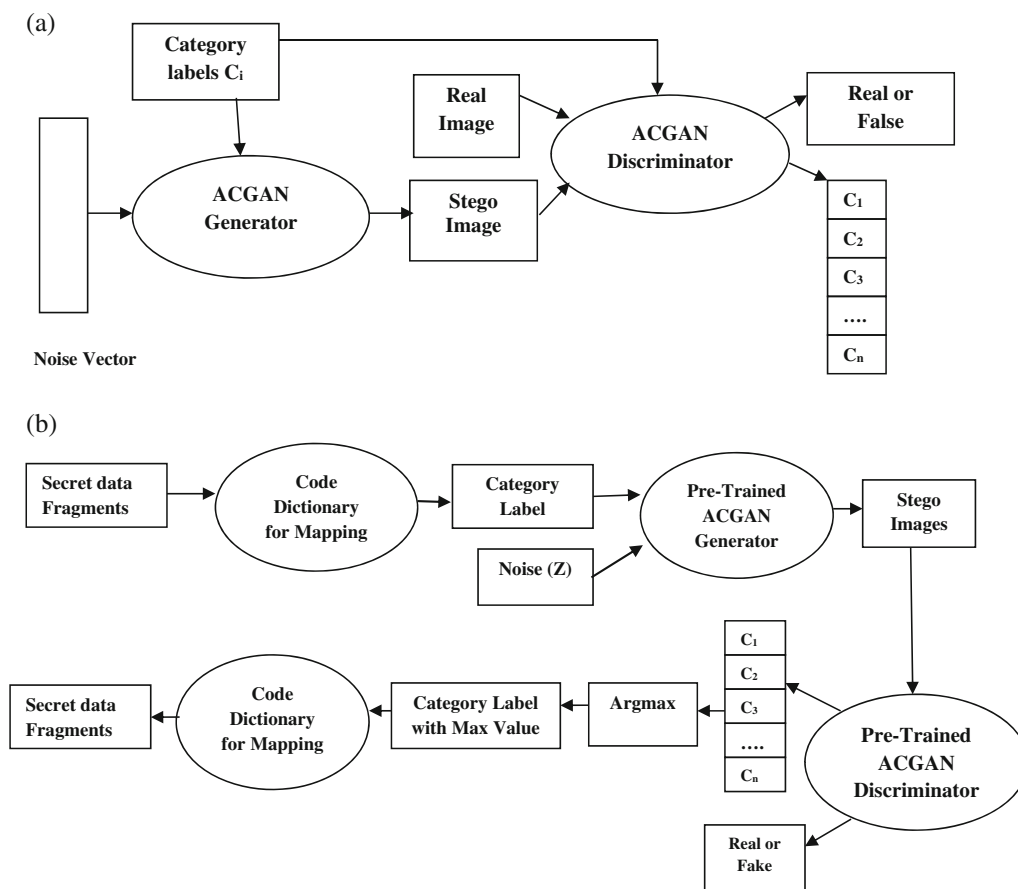 (a)
Category
labels Ci
Real
Image
ACGAN
Discriminator
Real or
False
ACGAN
Generator
Stego
Image
C1
C2
C3
....
Cn
Noise Vector
(b)
Secret data
Fragments
Code
Dictionary
for Mapping
Category
Label
Noise (Z)
Pre-Trained
ACGAN
Generator
Stego
Images
Secret data
Fragments
Code
Dictionary
for Mapping
Category Label
with Max Value
Argmax
C1
C2
C3
....
Cn
Pre-Trained
ACGAN
Discriminator
Real or
Fake